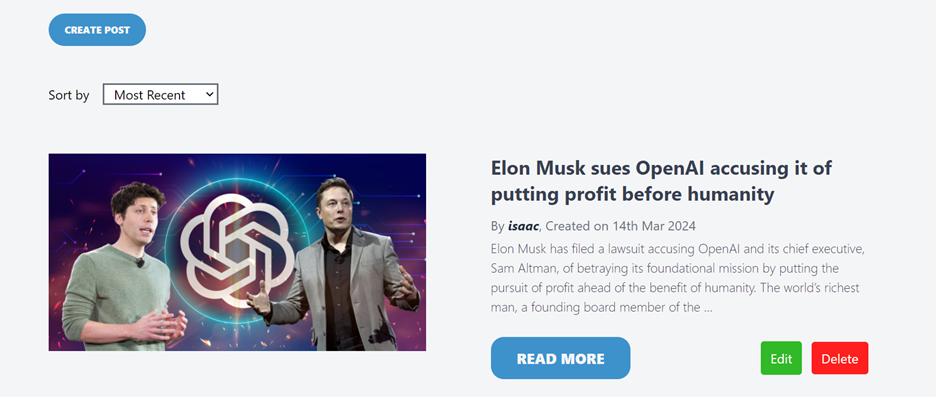 CREATE POST
Sort by Most Recent
Elon Musk sues OpenAI accusing it of
putting profit before humanity
By isaac, Created on 14th Mar 2024
Elon Musk has filed a lawsuit accusing OpenAI and its chief executive,
Sam Altman, of betraying its foundational mission by putting the
pursuit of profit ahead of the benefit of humanity. The world’s richest
man, a founding board member of the ...
READ MORE Edit Delete